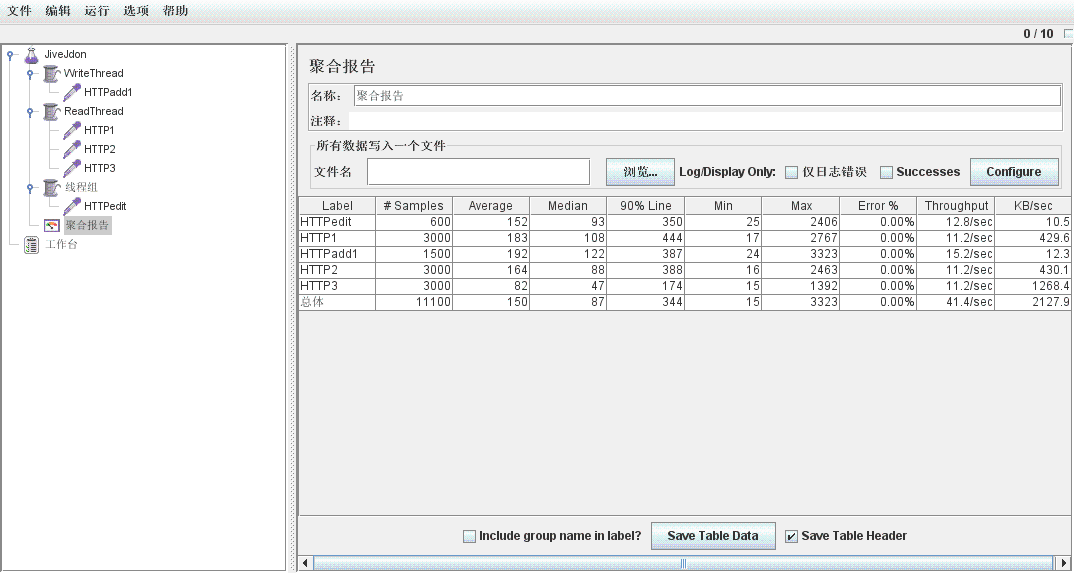 文件 编辑 运行 选项 帮助
0 / 10
JiveJdon
WriteThread
HTTPadd1
ReadThread
HTTP1
HTTP2
HTTP3
线程组
HTTPedit
聚合报告
工作台
聚合报告
名称： 聚合报告
注释：
所有数据写入一个文件
文件名 浏览... Log/Display Only: 仅日志错误 Successes Configure
Label # Samples Average Median 90% Line Min Max Error % Throughput KB/sec
HTTPedit 600 152 93 350 25 2406 0.00% 12.8/sec 10.5
HTTP1 3000 183 108 444 17 2767 0.00% 11.2/sec 429.6
HTTPadd1 1500 192 122 387 24 3323 0.00% 15.2/sec 12.3
HTTP2 3000 164 88 388 16 2463 0.00% 11.2/sec 430.1
HTTP3 3000 82 47 174 15 1392 0.00% 11.2/sec 1268.4
总体 11100 150 87 344 15 3323 0.00% 41.4/sec 2127.9
Include group name in label? Save Table Data Save Table Header